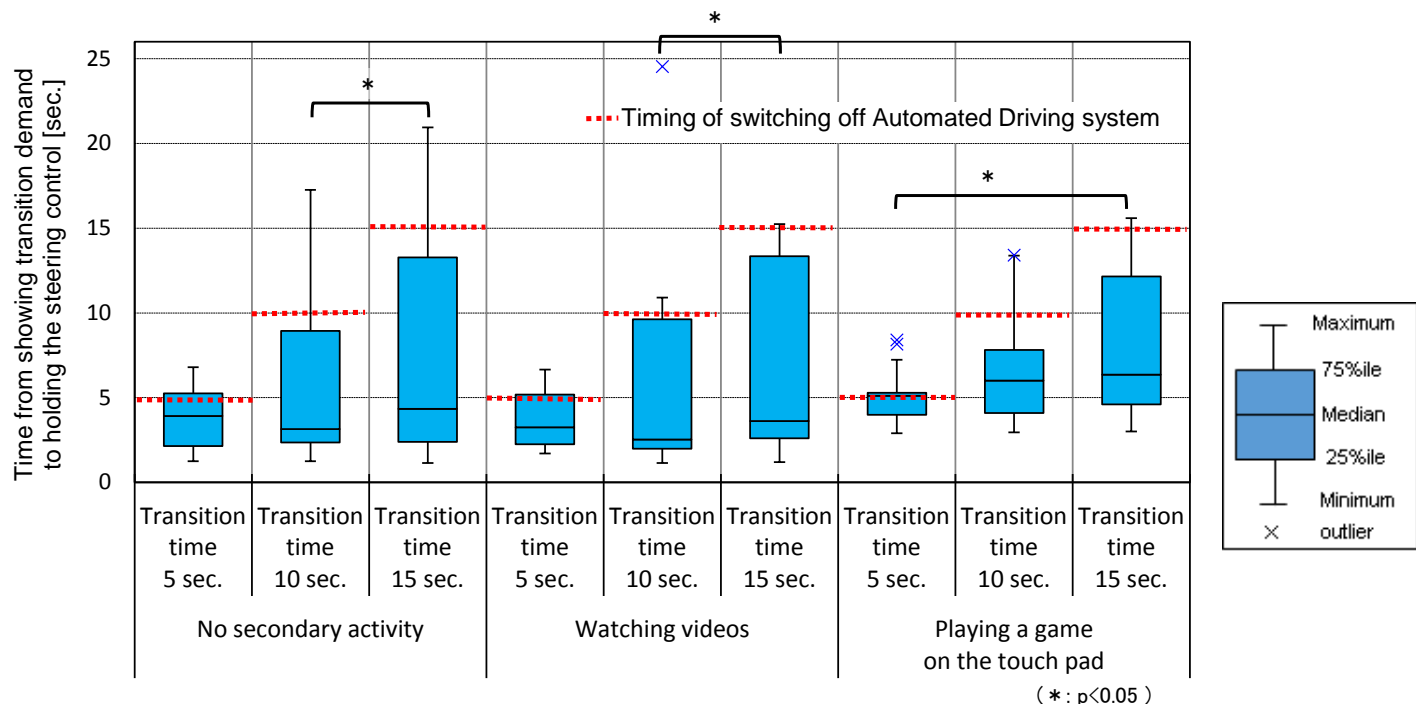 *
*
25
Timing of switching off Automated Driving system
20
*
15
10
5
0
Time from showing transition demand
to holding the steering control [sec.]
Transition
time
5 sec.
Transition
time
10 sec.
Transition
time
15 sec.
Transition
time
5 sec.
Transition
time
10 sec.
Transition
time
15 sec.
Transition
time
5 sec.
Transition
time
10 sec.
Transition
time
15 sec.
No secondary activity
Watching videos
Playing a game
on the touch pad
( * : p<0.05 )
Maximum
75%ile
Median
25%ile
Minimum
outlier